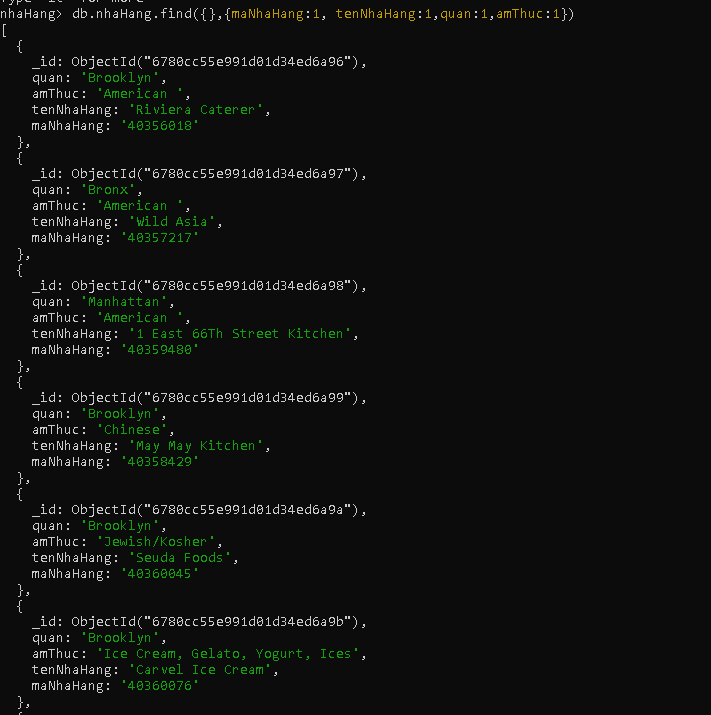 nhaHang> db.nhaHang.find({},{maNhaHang:1, tenNhaHang:1,quan:1,amThuc:1})
[
  {
    _id: ObjectId("6780cc55e991d01d34ed6a96"),
    quan: 'Brooklyn',
    amThuc: 'American ',
    tenNhaHang: 'Riviera Caterer',
    maNhaHang: '40356018'
  },
  {
    _id: ObjectId("6780cc55e991d01d34ed6a97"),
    quan: 'Bronx',
    amThuc: 'American ',
    tenNhaHang: 'Wild Asia',
    maNhaHang: '40357217'
  },
  {
    _id: ObjectId("6780cc55e991d01d34ed6a98"),
    quan: 'Manhattan',
    amThuc: 'American ',
    tenNhaHang: '1 East 66Th Street Kitchen',
    maNhaHang: '40359480'
  },
  {
    _id: ObjectId("6780cc55e991d01d34ed6a99"),
    quan: 'Brooklyn',
    amThuc: 'Chinese',
    tenNhaHang: 'May May Kitchen',
    maNhaHang: '40358429'
  },
  {
    _id: ObjectId("6780cc55e991d01d34ed6a9a"),
    quan: 'Brooklyn',
    amThuc: 'Jewish/Kosher',
    tenNhaHang: 'Seuda Foods',
    maNhaHang: '40360045'
  },
  {
    _id: ObjectId("6780cc55e991d01d34ed6a9b"),
    quan: 'Brooklyn',
    amThuc: 'Ice Cream, Gelato, Yogurt, Ices',
    tenNhaHang: 'Carvel Ice Cream',
    maNhaHang: '40360076'
  },